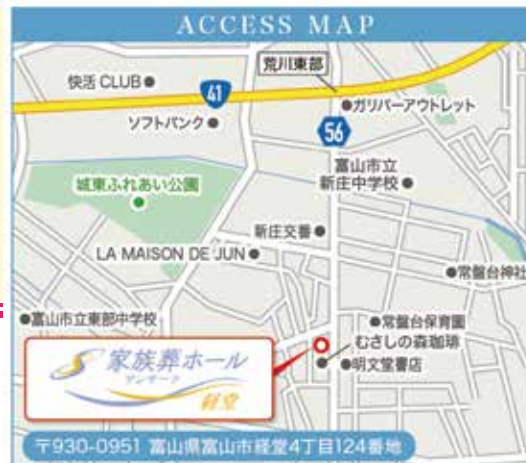 ACCESS MAP
荒川東部
快活CLUB
41
ガリバーアウトレット
ソフトバンク
56
富山市立
新庄中学校
城東ふれあい公園
新庄交番
LA MAISON DE JUN
常盤台神社
富山市立東部中学校
常盤台保育園
むさしの森珈琲
明文堂書店
家族葬ホール
アンサーク
経堂
〒930-0951 富山県富山市経堂4丁目124番地